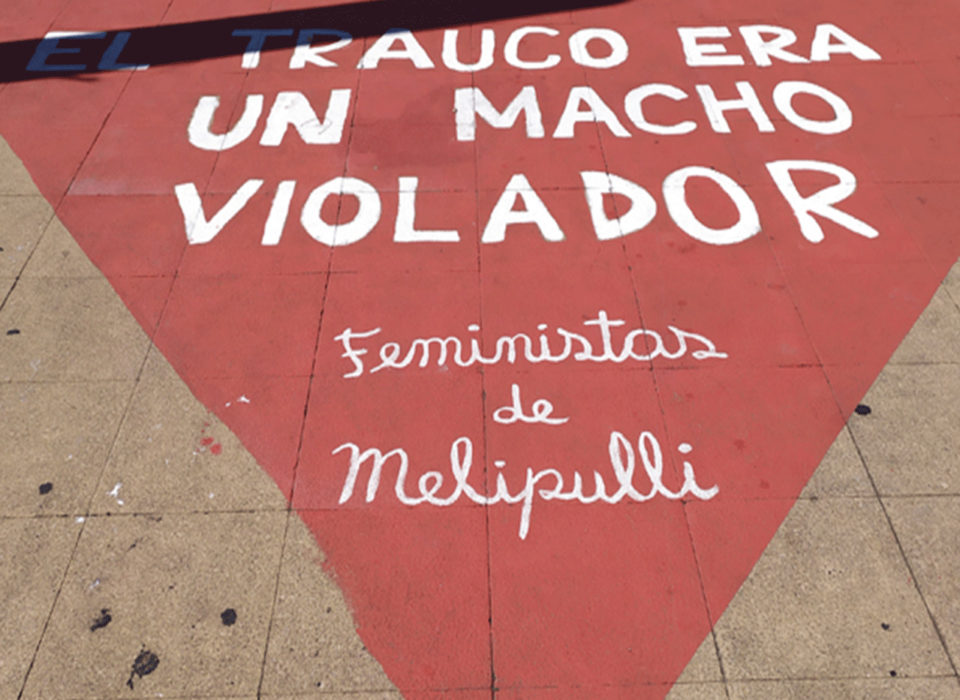 EL TRAUCO ERA
UN MACHO
VIOLADOR
Feministas
de
Melipulli